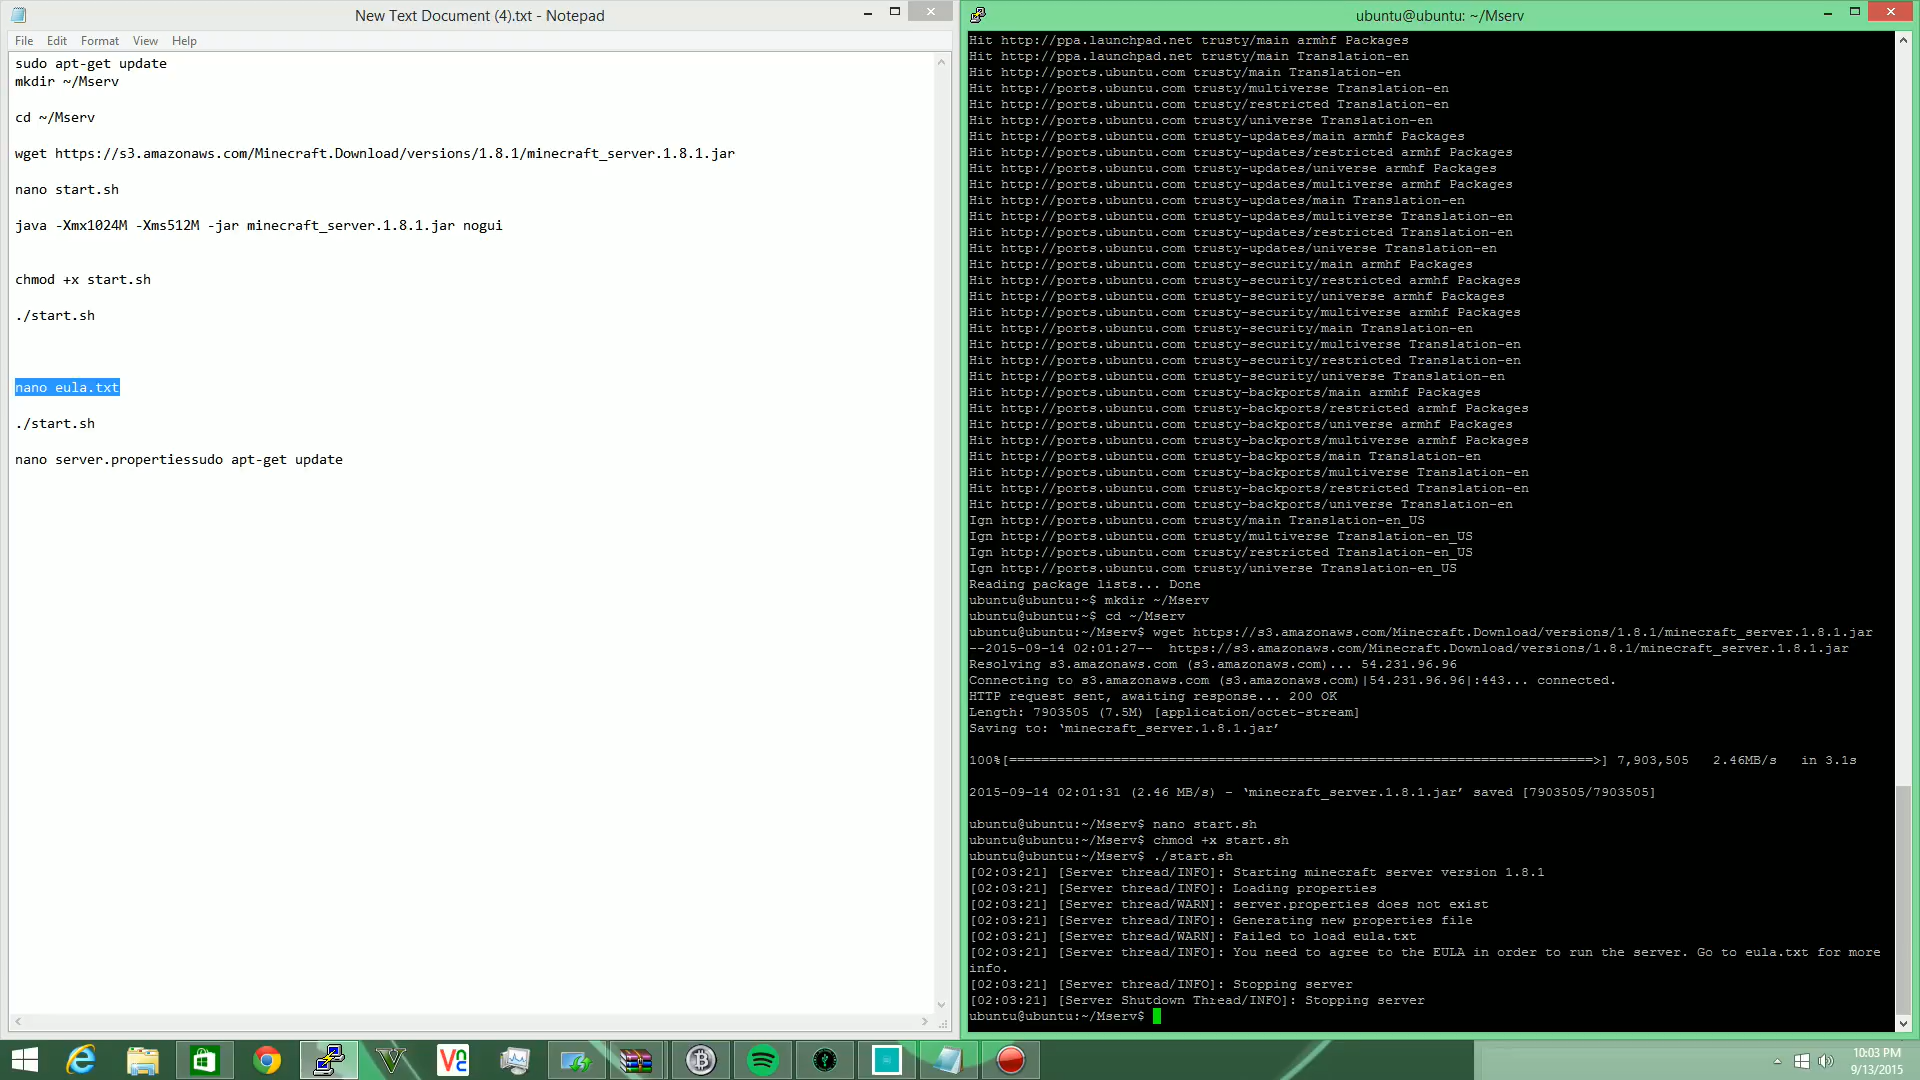 New Text Document (4).txt - Notepad
File Edit Format View Help
sudo apt-get update
mkdir ~/Mserv
cd ~/Mserv
wget https://s3.amazonaws.com/Minecraft.Download/versions/1.8.1/minecraft_server.1.8.1.jar
nano start.sh
java -Xmx1024M -Xms512M -jar minecraft_server.1.8.1.jar nogui
chmod +x start.sh
./start.sh
nano eula.txt
./start.sh
nano server.propertiessudo apt-get update
ubuntu@ubuntu: ~/Mserv
Hit http://ppa.launchpad.net trusty/main armhf Packages
Hit http://ppa.launchpad.net trusty/main Translation-en
Hit http://ports.ubuntu.com trusty/main Translation-en
Hit http://ports.ubuntu.com trusty/multiverse Translation-en
Hit http://ports.ubuntu.com trusty/restricted Translation-en
Hit http://ports.ubuntu.com trusty/universe Translation-en
Hit http://ports.ubuntu.com trusty-updates/main armhf Packages
Hit http://ports.ubuntu.com trusty-updates/restricted armhf Packages
Hit http://ports.ubuntu.com trusty-updates/universe armhf Packages
Hit http://ports.ubuntu.com trusty-updates/multiverse armhf Packages
Hit http://ports.ubuntu.com trusty-updates/main Translation-en
Hit http://ports.ubuntu.com trusty-updates/multiverse Translation-en
Hit http://ports.ubuntu.com trusty-updates/restricted Translation-en
Hit http://ports.ubuntu.com trusty-updates/universe Translation-en
Hit http://ports.ubuntu.com trusty-security/main armhf Packages
Hit http://ports.ubuntu.com trusty-security/restricted armhf Packages
Hit http://ports.ubuntu.com trusty-security/universe armhf Packages
Hit http://ports.ubuntu.com trusty-security/multiverse armhf Packages
Hit http://ports.ubuntu.com trusty-security/main Translation-en
Hit http://ports.ubuntu.com trusty-security/multiverse Translation-en
Hit http://ports.ubuntu.com trusty-security/restricted Translation-en
Hit http://ports.ubuntu.com trusty-security/universe Translation-en
Hit http://ports.ubuntu.com trusty-backports/main armhf Packages
Hit http://ports.ubuntu.com trusty-backports/restricted armhf Packages
Hit http://ports.ubuntu.com trusty-backports/universe armhf Packages
Hit http://ports.ubuntu.com trusty-backports/multiverse armhf Packages
Hit http://ports.ubuntu.com trusty-backports/main Translation-en
Hit http://ports.ubuntu.com trusty-backports/multiverse Translation-en
Hit http://ports.ubuntu.com trusty-backports/restricted Translation-en
Hit http://ports.ubuntu.com trusty-backports/universe Translation-en
Ign http://ports.ubuntu.com trusty/main Translation-en_US
Ign http://ports.ubuntu.com trusty/multiverse Translation-en_US
Ign http://ports.ubuntu.com trusty/restricted Translation-en_US
Ign http://ports.ubuntu.com trusty/universe Translation-en_US
Reading package lists... Done
ubuntu@ubuntu:~$ mkdir ~/Mserv
ubuntu@ubuntu:~$ cd ~/Mserv
ubuntu@ubuntu:~/Mserv$ wget https://s3.amazonaws.com/Minecraft.Download/versions/1.8.1/minecraft_server.1.8.1.jar
--2015-09-14 02:01:27--  https://s3.amazonaws.com/Minecraft.Download/versions/1.8.1/minecraft_server.1.8.1.jar
Resolving s3.amazonaws.com (s3.amazonaws.com)... 54.231.96.96
Connecting to s3.amazonaws.com (s3.amazonaws.com)|54.231.96.96|:443... connected.
HTTP request sent, awaiting response... 200 OK
Length: 7903505 (7.5M) [application/octet-stream]
Saving to: ‘minecraft_server.1.8.1.jar’
100%[=========================================================================>] 7,903,505   2.46MB/s   in 3.1s
2015-09-14 02:01:31 (2.46 MB/s) - ‘minecraft_server.1.8.1.jar’ saved [7903505/7903505]
ubuntu@ubuntu:~/Mserv$ nano start.sh
ubuntu@ubuntu:~/Mserv$ chmod +x start.sh
ubuntu@ubuntu:~/Mserv$ ./start.sh
[02:03:21] [Server thread/INFO]: Starting minecraft server version 1.8.1
[02:03:21] [Server thread/INFO]: Loading properties
[02:03:21] [Server thread/WARN]: server.properties does not exist
[02:03:21] [Server thread/INFO]: Generating new properties file
[02:03:21] [Server thread/WARN]: Failed to load eula.txt
[02:03:21] [Server thread/INFO]: You need to agree to the EULA in order to run the server. Go to eula.txt for more
info.
[02:03:21] [Server thread/INFO]: Stopping server
[02:03:21] [Server Shutdown Thread/INFO]: Stopping server
ubuntu@ubuntu:~/Mserv$
10:03 PM
9/13/2015